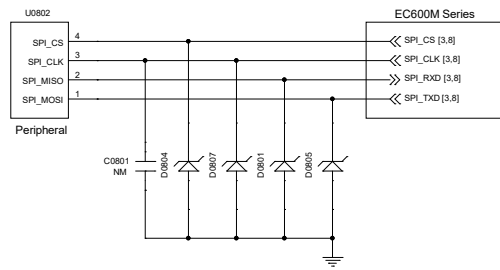 U0802
EC600M Series
SPI_CS 4 SPI_CS [3,8]
SPI_CLK 3 SPI_CLK [3,8]
SPI_MISO 2 SPI_RXD [3,8]
SPI_MOSI 1 SPI_TXD [3,8]
Peripheral
C0801
NM
D0804
D0807
D0801
D0805